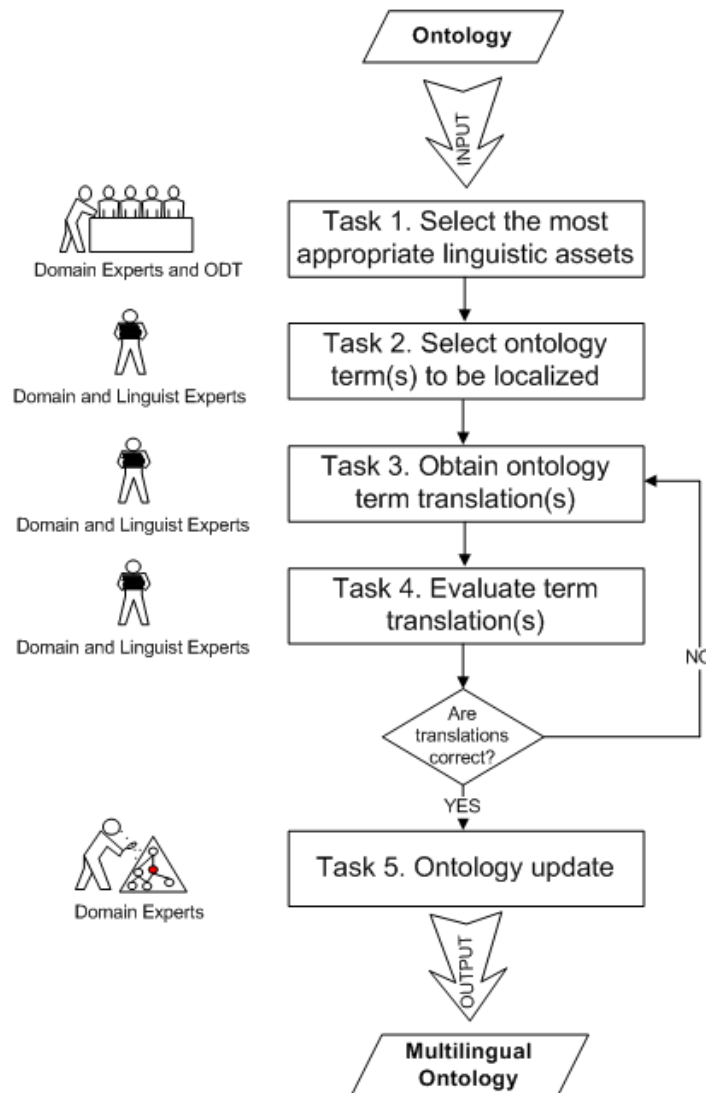 Ontology
INPUT
Task 1. Select the most
appropriate linguistic assets
Domain Experts and ODT
Task 2. Select ontology
term(s) to be localized
Domain and Linguist Experts
Task 3. Obtain ontology
term translation(s)
Domain and Linguist Experts
Task 4. Evaluate term
translation(s)
Domain and Linguist Experts
NO
Are
translations
correct?
YES
Task 5. Ontology update
Domain Experts
OUTPUT
Multilingual
Ontology